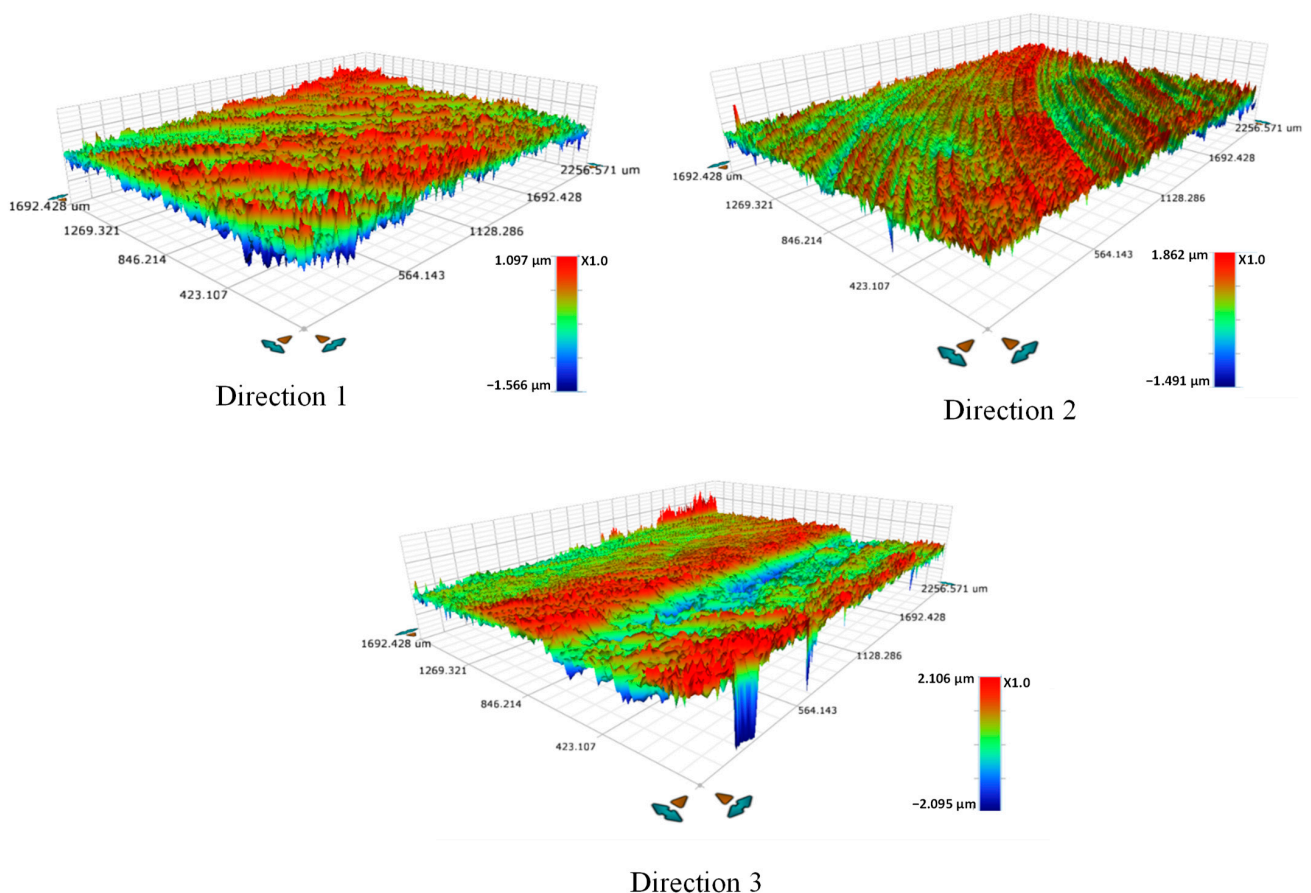 1692.428 um
1269.321
846.214
423.107
564.143
1128.286
1692.428
2256.571 um
1.097 μm X1.0
−1.566 μm
Direction 1
1692.428 um
1269.321
846.214
423.107
564.143
1128.286
1692.428
2256.571 um
1.862 μm X1.0
−1.491 μm
Direction 2
1692.428 um
1269.321
846.214
423.107
564.143
1128.286
1692.428
2256.571 um
2.106 μm X1.0
−2.095 μm
Direction 3